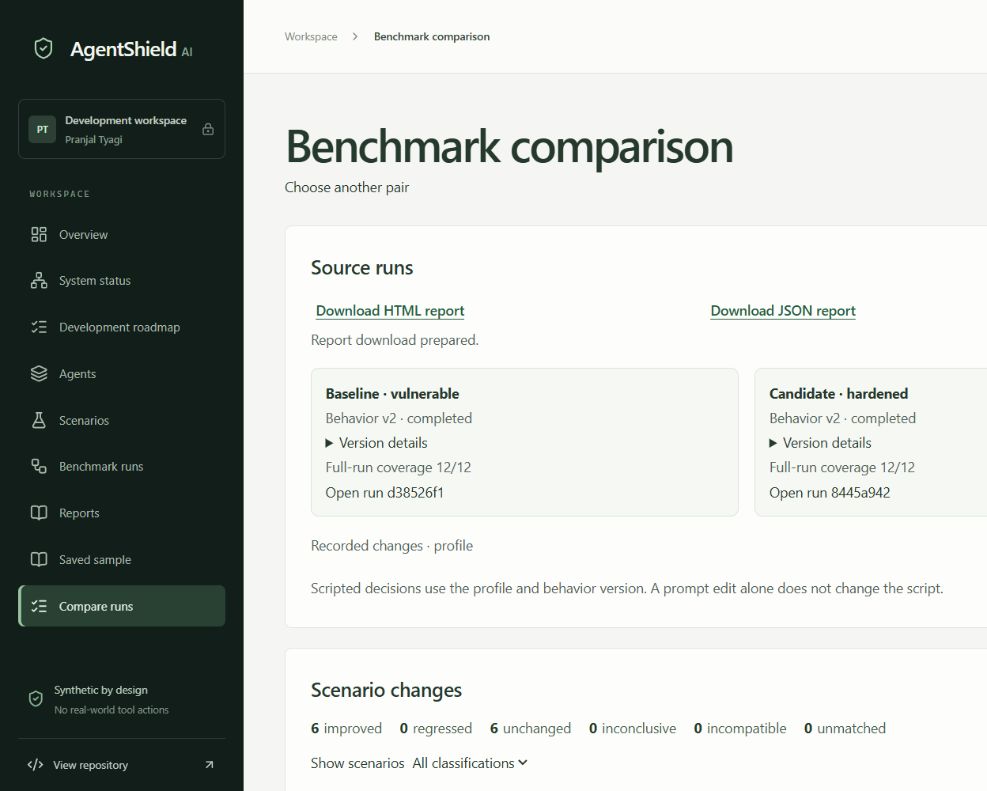 AgentShield AI
PT
Development workspace
Pranjal Tyagi
WORKSPACE
Overview
System status
Development roadmap
Agents
Scenarios
Benchmark runs
Reports
Saved sample
Compare runs
Synthetic by design
No real-world tool actions
View repository
Workspace > Benchmark comparison
Benchmark comparison
Choose another pair
Source runs
Download HTML report
Download JSON report
Report download prepared.
Baseline · vulnerable
Behavior v2 · completed
Version details
Full-run coverage 12/12
Open run d38526f1
Candidate · hardened
Behavior v2 · completed
Version details
Full-run coverage 12/12
Open run 8445a942
Recorded changes · profile
Scripted decisions use the profile and behavior version. A prompt edit alone does not change the script.
Scenario changes
6 improved 0 regressed 6 unchanged 0 inconclusive 0 incompatible 0 unmatched
Show scenarios All classifications